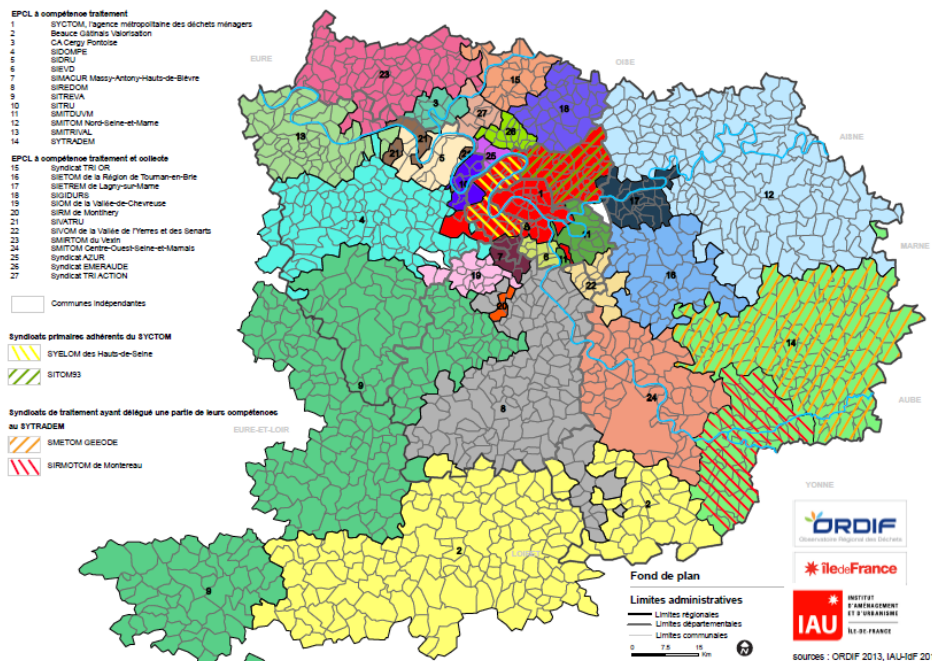 EPCL à compétence traitement
1 SYCTOM, l'agence métropolitaine des déchets ménagers
2 Beauce Gâtinais Valorisation
3 CA Cergy Pontoise
4 SIDOMPE
5 SIDRU
6 SIEVD
7 SIMACUR Massy-Antony-Hauts-de-Bièvre
8 SIREDOM
9 SITREVA
10 SITRU
11 SMITDUVM
12 SMITOM Nord-Seine-et-Marne
13 SMITRIVAL
14 SYTRADEM
EPCL à compétence traitement et collecte
15 Syndicat TRI OR
16 SIETOM de la Région de Tournan-en-Brie
17 SIETREM de Lagny-sur-Marne
18 SIGIDURS
19 SIOM de la Vallée-de-Chevreuse
20 SIRM de Montlhery
21 SIVATRU
22 SIVOM de la Vallée de l'Yerres et des Senarts
23 SMIRTOM du Vexin
24 SMITOM Centre-Ouest-Seine-et-Marnais
25 Syndicat AZUR
26 Syndicat EMERAUDE
27 Syndicat TRI ACTION
Communes indépendantes
Syndicats primaires adhérents du SYCTOM
SYELOM des Hauts-de-Seine
SITOM93
Syndicats de traitement ayant délégué une partie de leurs compétences
au SYTRADEM
SMETOM GEEODE
SIRMOTOM de Montereau
EURE
OISE
AISNE
MARNE
AUBE
YONNE
LOIRET
EURE-ET-LOIR
23
15
18
3
27
26
13
21
21
5
25
1
12
17
4
11
7
6
19
22
16
20
14
9
8
24
2
2
9
Fond de plan
Limites administratives
Limites régionales
Limites départementales
Limites communales
0 7.5 15
Km
ORDIF
Observatoire Régional des Déchets
îledeFrance
IAU
INSTITUT
D'AMÉNAGEMENT
ET D'URBANISME
ÎLE-DE-FRANCE
sources : ORDIF 2013, IAU-IdF 20